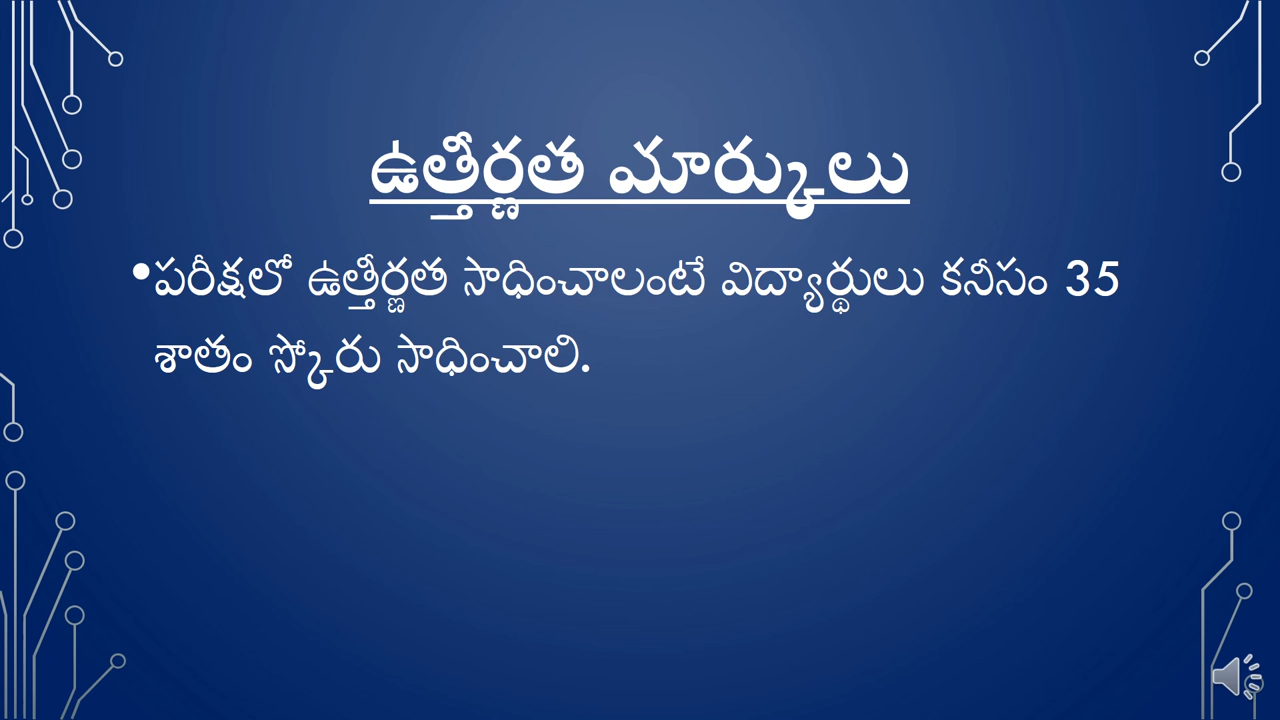 ఉత్తీర్ణత మార్కులు
•పరీక్షలో ఉత్తీర్ణత సాధించాలంటే విద్యార్థులు కనీసం 35
శాతం స్కోరు సాధించాలి.